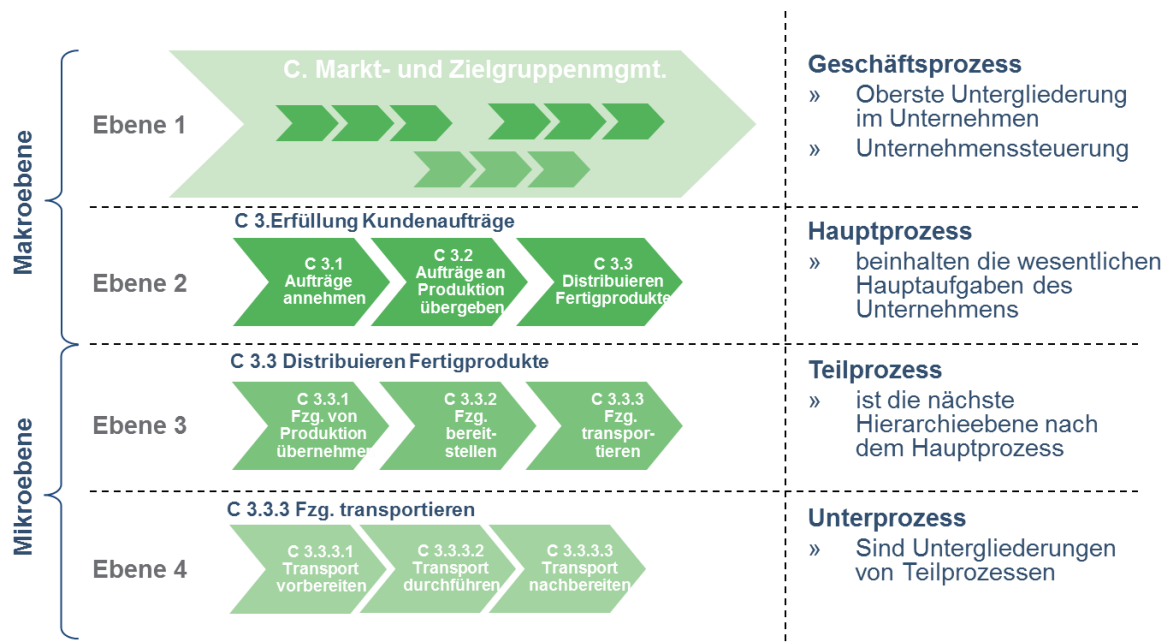 Makroebene
Mikroebene
Ebene 1
C. Markt- und Zielgruppenmgmt.
Geschäftsprozess
» Oberste Untergliederung
im Unternehmen
» Unternehmenssteuerung
Ebene 2
C 3.Erfüllung Kundenaufträge
C 3.1
Aufträge
annehmen
C 3.2
Aufträge an
Produktion
übergeben
C 3.3
Distribuieren
Fertigprodukte
Hauptprozess
» beinhalten die wesentlichen
Hauptaufgaben des
Unternehmens
Ebene 3
C 3.3 Distribuieren Fertigprodukte
C 3.3.1
Fzg. von
Produktion
übernehmen
C 3.3.2
Fzg.
bereit-
stellen
C 3.3.3
Fzg.
transpor-
tieren
Teilprozess
» ist die nächste
Hierarchieebene nach
dem Hauptprozess
Ebene 4
C 3.3.3 Fzg. transportieren
C 3.3.3.1
Transport
vorbereiten
C 3.3.3.2
Transport
durchführen
C 3.3.3.3
Transport
nachbereiten
Unterprozess
» Sind Untergliederungen
von Teilprozessen